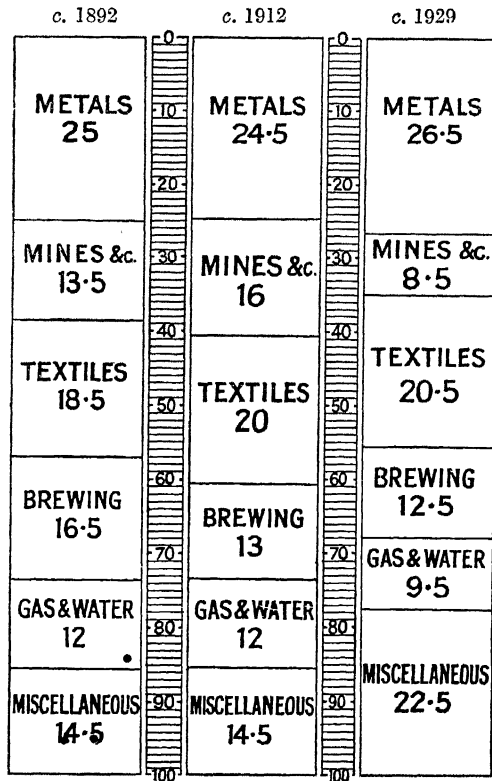 c. 1892
METALS
25
MINES &c.
13·5
TEXTILES
18·5
BREWING
16·5
GAS & WATER
12
MISCELLANEOUS
14·5
0
10
20
30
40
50
60
70
80
90
100
c. 1912
METALS
24·5
MINES &c.
16
TEXTILES
20
BREWING
13
GAS & WATER
12
MISCELLANEOUS
14·5
0
10
20
30
40
50
60
70
80
90
100
c. 1929
METALS
26·5
MINES &c.
8·5
TEXTILES
20·5
BREWING
12·5
GAS & WATER
9·5
MISCELLANEOUS
22·5